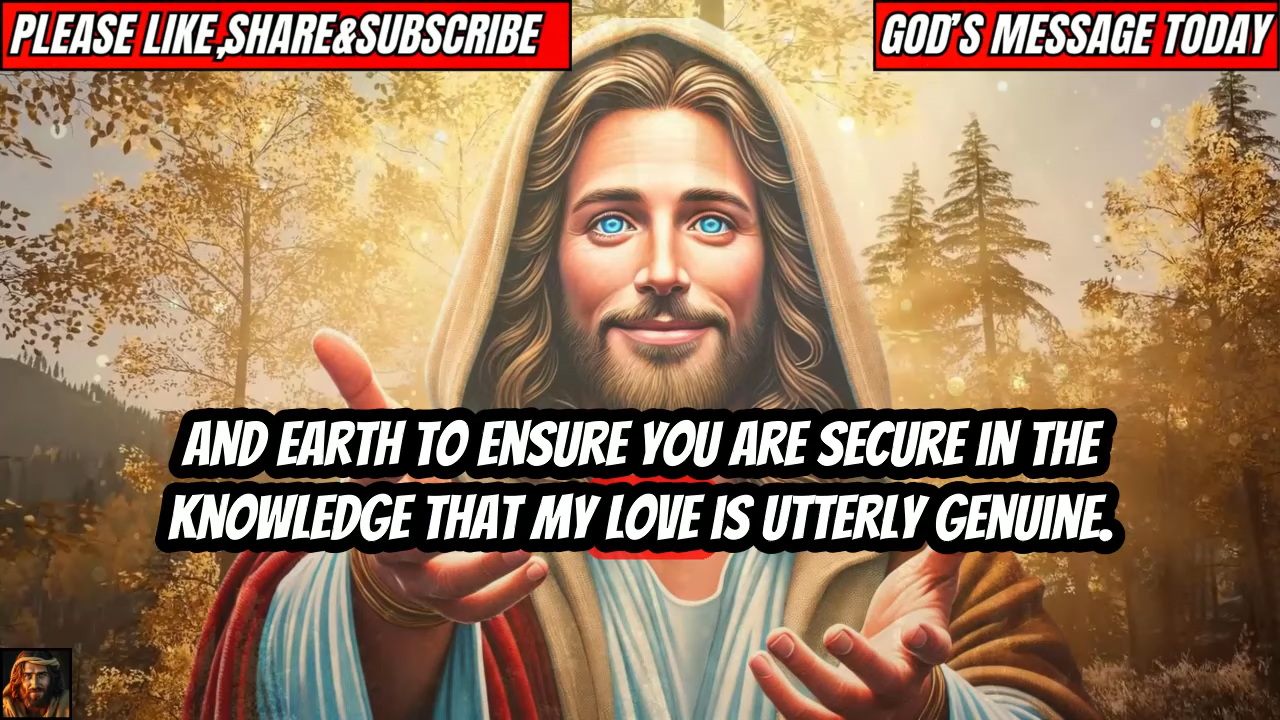 PLEASE LIKE,SHARE&SUBSCRIBE
GOD'S MESSAGE TODAY
AND EARTH TO ENSURE YOU ARE SECURE IN THE
KNOWLEDGE THAT MY LOVE IS UTTERLY GENUINE.